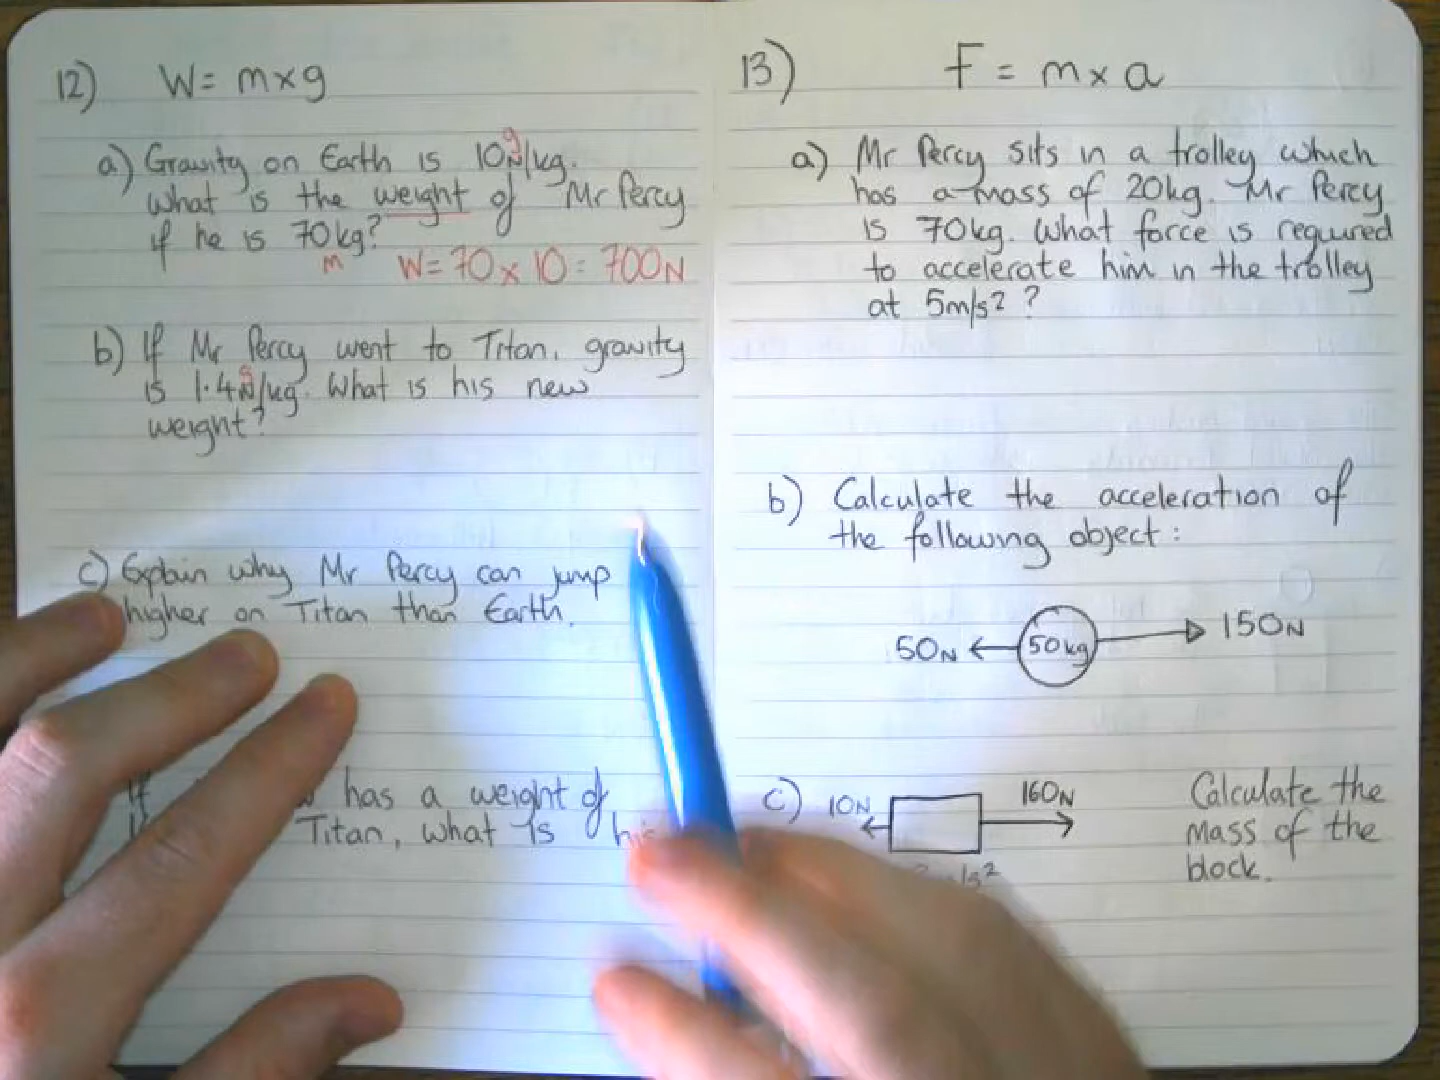 12) W = m x g
a) Gravity on Earth is 10N/kg.
g
What is the weight of Mr Percy
if he is 70kg?
m
W = 70 x 10 = 700N
b) If Mr Percy went to Titan, gravity
is 1.4N/kg. What is his new
g
weight?
c) Explain why Mr Percy can jump
higher on Titan than Earth.
If has a weight of
Titan, what is
13) F = m x a
a) Mr Percy sits in a trolley which
has a mass of 20kg. Mr Percy
is 70kg. What force is required
to accelerate him in the trolley
at 5m/s² ?
b) Calculate the acceleration of
the following object:
50N 50kg 150N
c) 10N 160N
Calculate the
mass of the
block.